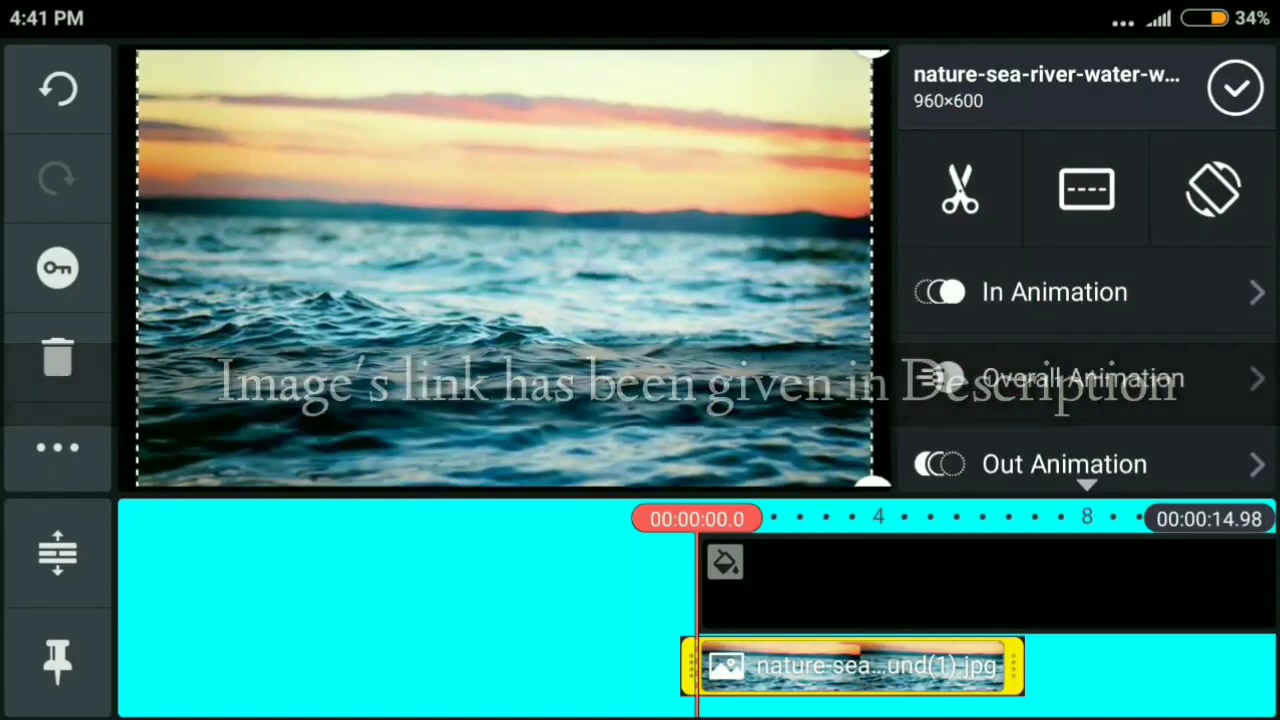 4:41 PM
34%
nature-sea-river-water-w...
960×600
In Animation
Overall Animation
Image's link has been given in Description
Out Animation
00:00:00.0
4
8
00:00:14.98
nature-sea...und(1).jpg